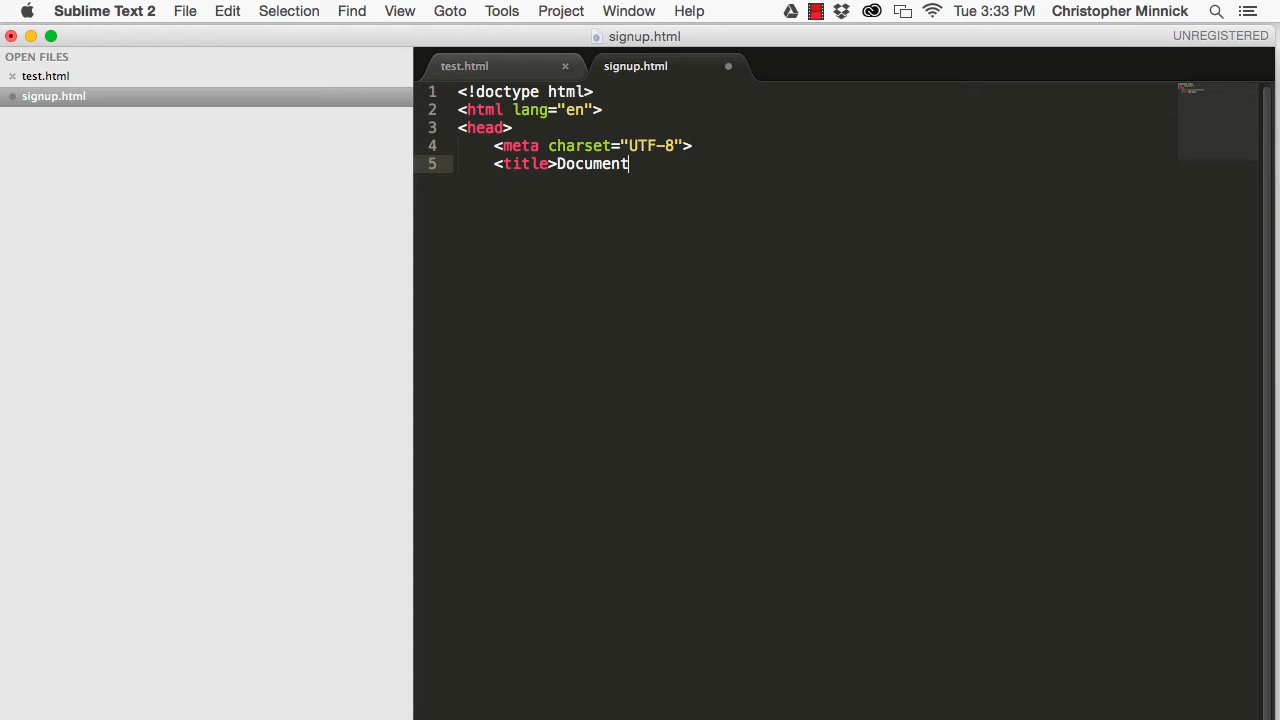 Sublime Text 2 File Edit Selection Find View Goto Tools Project Window Help Tue 3:33 PM Christopher Minnick
signup.html UNREGISTERED
OPEN FILES
test.html
signup.html
test.html signup.html
1 <!doctype html>
2 <html lang="en">
3 <head>
4 <meta charset="UTF-8">
5 <title>Document